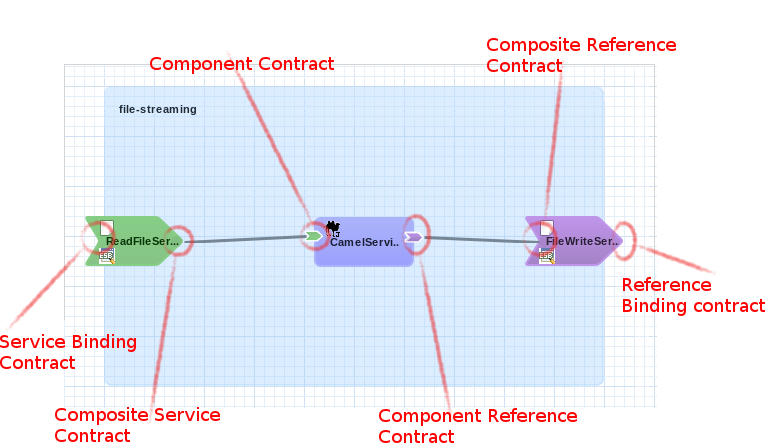 Composite Reference
Contract
Component Contract
file-streaming
ReadFileSer...
CamelServi..
FileWriteSer..
Reference
Binding contract
Service Binding
Contract
Composite Service
Contract
Component Reference
Contract